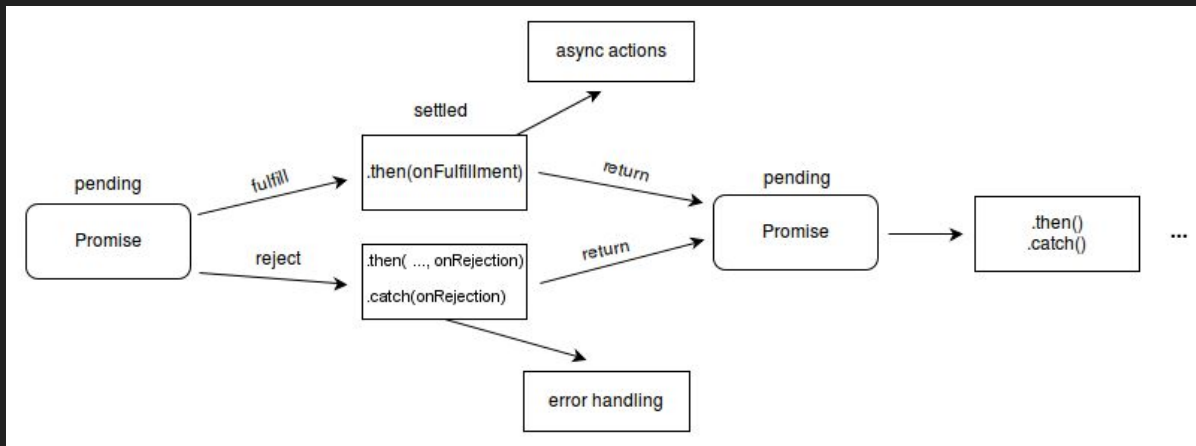 async actions
settled
.then(onFulfillment)
fulfill
return
pending
Promise
pending
Promise
reject
.then( ..., onRejection)
.catch(onRejection)
return
.then()
.catch()
...
error handling